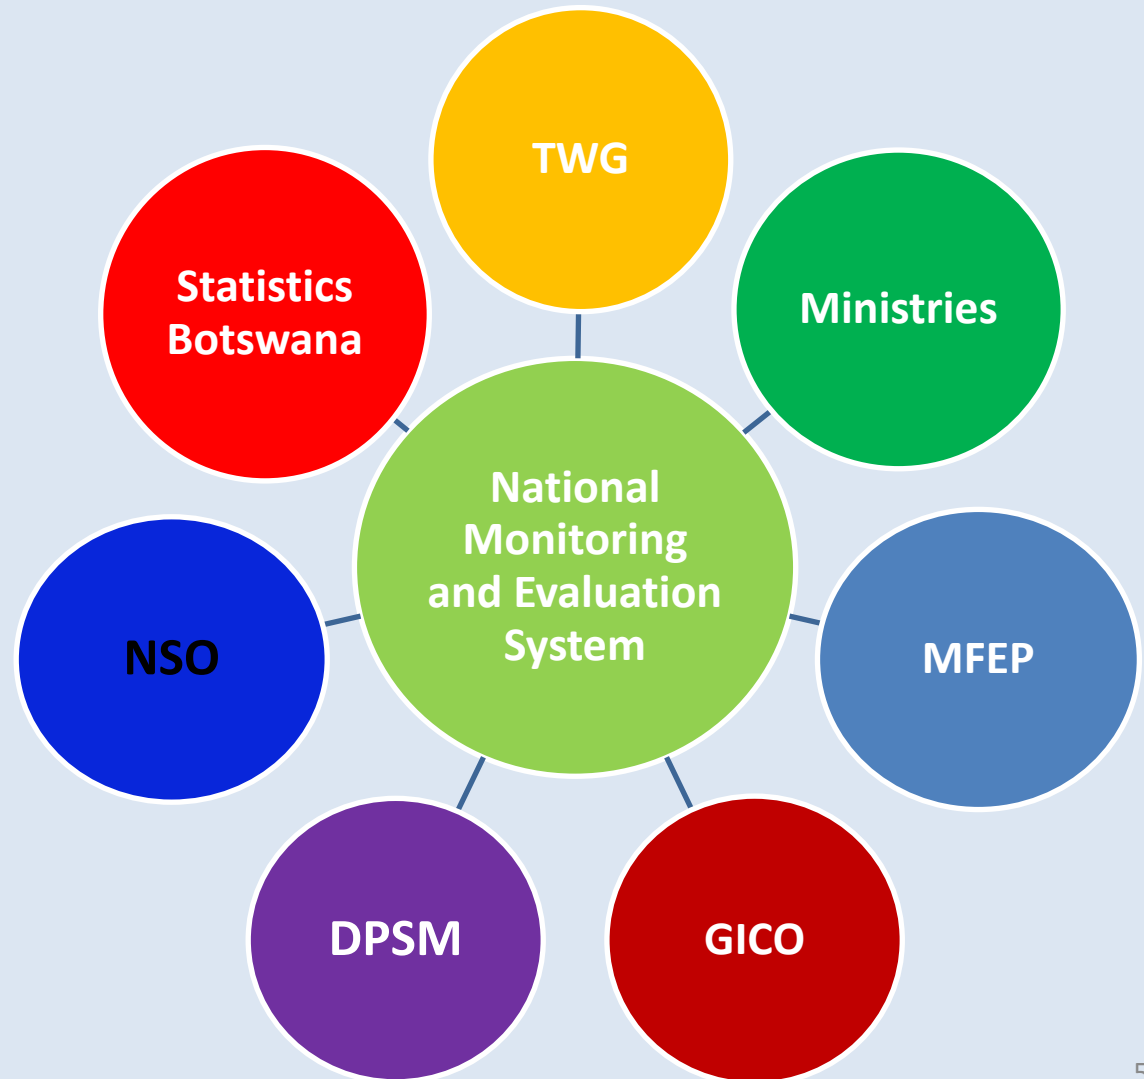 TWG
Statistics
Botswana
Ministries
National
Monitoring
and Evaluation
System
NSO
MFEP
DPSM
GICO